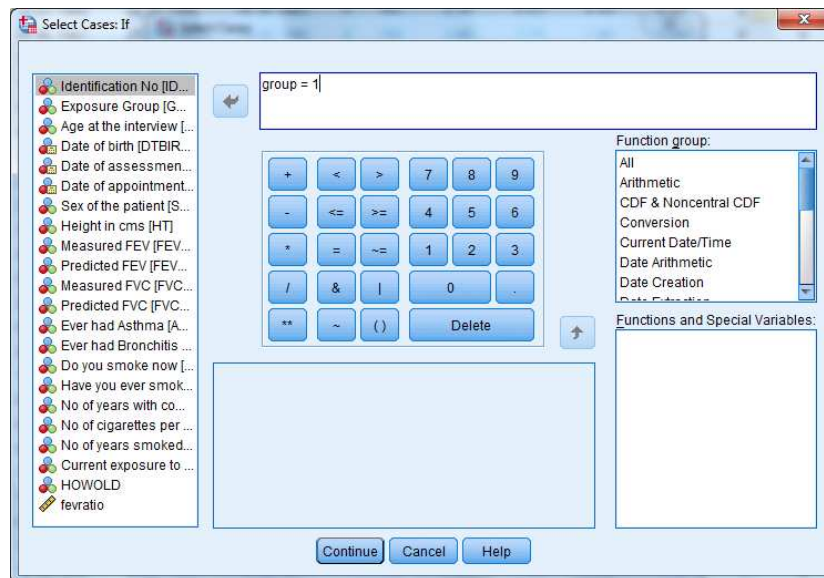 Select Cases: If
Identification No [ID...
Exposure Group [G...
Age at the interview [...
Date of birth [DTBIR...
Date of assessmen...
Date of appointment...
Sex of the patient [S...
Height in cms [HT]
Measured FEV [FEV...
Predicted FEV [FEV...
Measured FVC [FVC...
Predicted FVC [FVC...
Ever had Asthma [A...
Ever had Bronchitis ...
Do you smoke now [...
Have you ever smok...
No of years with co...
No of cigarettes per ...
No of years smoked...
Current exposure to ...
HOWOLD
fevratio
group = 1
+ < > 7 8 9
- <= >= 4 5 6
* = ~= 1 2 3
/ & | 0 .
** ~ ( ) Delete
Function group:
All
Arithmetic
CDF & Noncentral CDF
Conversion
Current Date/Time
Date Arithmetic
Date Creation
Date Extraction
Functions and Special Variables:
Continue Cancel Help